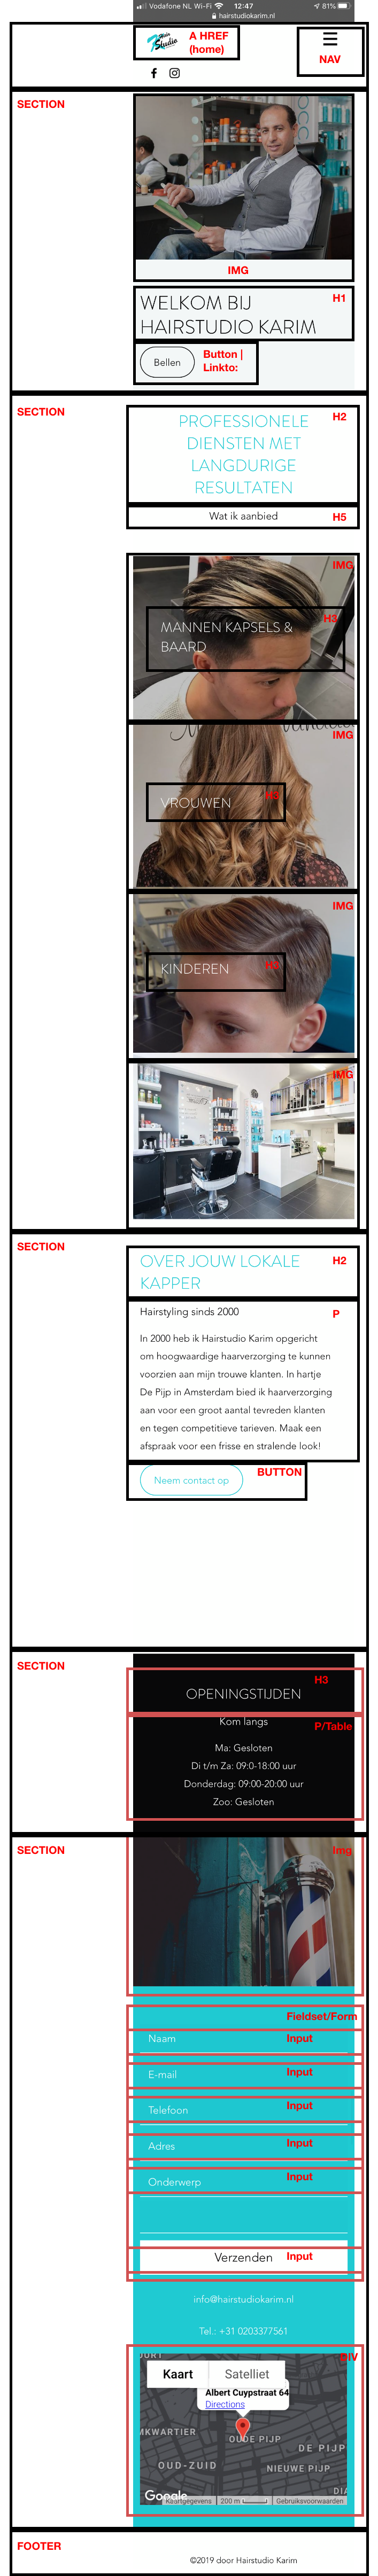 Vodafone NL Wi-Fi 12:47 81%
hairstudiokarim.nl
Hair
Studio
A HREF
(home)
NAV
SECTION
IMG
WELKOM BIJ
HAIRSTUDIO KARIM
H1
Bellen
Button |
Linkto:
SECTION
PROFESSIONELE
DIENSTEN MET
LANGDURIGE
RESULTATEN
H2
Wat ik aanbied
H5
IMG
H3
MANNEN KAPSELS &
BAARD
IMG
H3
VROUWEN
IMG
KINDEREN
H3
IMG
SECTION
OVER JOUW LOKALE
KAPPER
H2
Hairstyling sinds 2000
P
In 2000 heb ik Hairstudio Karim opgericht
om hoogwaardige haarverzorging te kunnen
voorzien aan mijn trouwe klanten. In hartje
De Pijp in Amsterdam bied ik haarverzorging
aan voor een groot aantal tevreden klanten
en tegen competitieve tarieven. Maak een
afspraak voor een frisse en stralende look!
BUTTON
Neem contact op
SECTION
H3
OPENINGSTIJDEN
Kom langs
P/Table
Ma: Gesloten
Di t/m Za: 09:0-18:00 uur
Donderdag: 09:00-20:00 uur
Zoo: Gesloten
SECTION
Img
Fieldset/Form
Naam
Input
E-mail
Input
Telefoon
Input
Adres
Input
Onderwerp
Input
Verzenden
Input
info@hairstudiokarim.nl
Tel.: +31 0203377561
DIV
Kaart
Satelliet
Albert Cuypstraat 64
Directions
MKWARTIER
OUDE PIJP
DE PIJP
OUD-ZUID
NIEUWE PIJP
DIA
Google
Kaartgegevens
200 m
Gebruiksvoorwaarden
FOOTER
©2019 door Hairstudio Karim